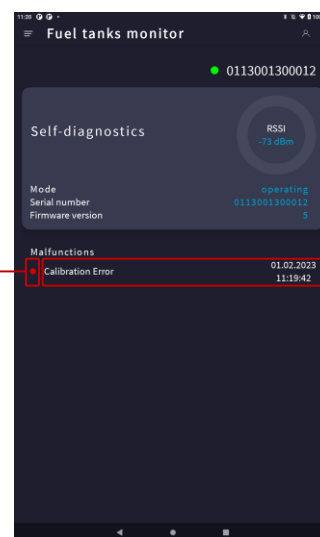 11:20
Fuel tanks monitor
0113001300012
Self-diagnostics
RSSI
-73 dBm
Mode operating
Serial number 0113001300012
Firmware version 5
Malfunctions
Calibration Error 01.02.2023
11:19:42